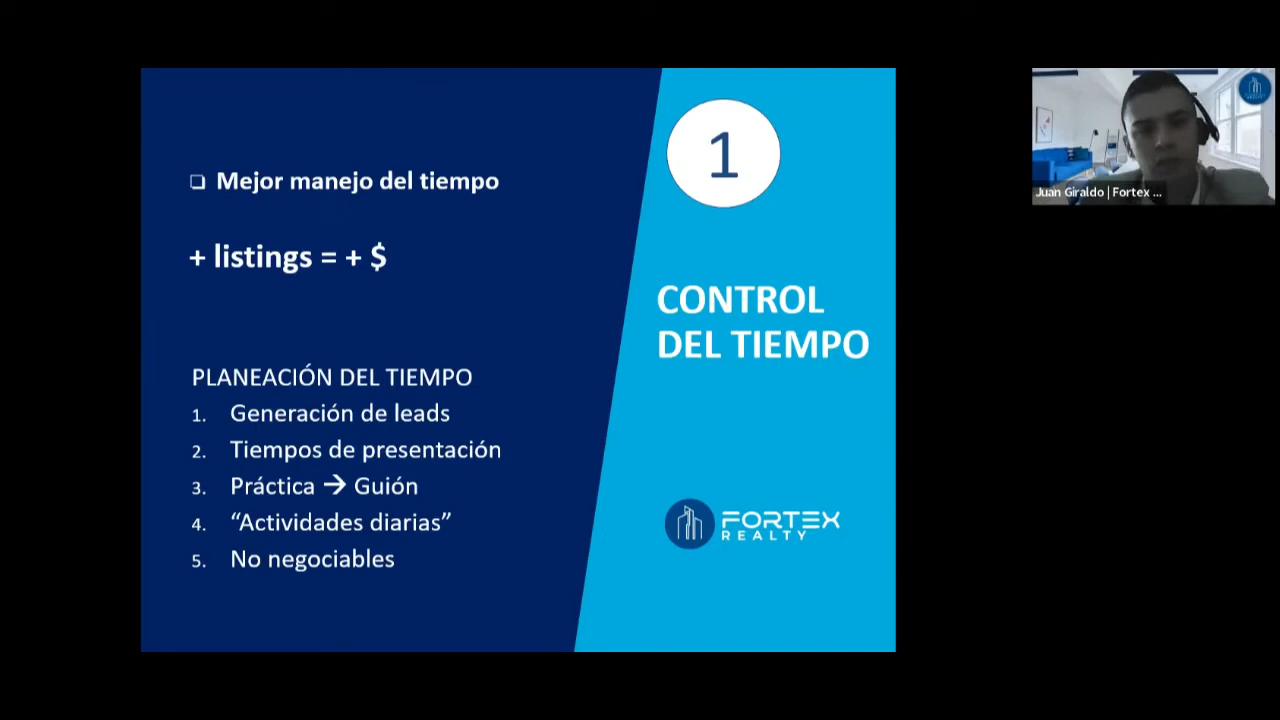 ❑ Mejor manejo del tiempo
+ listings = + $
PLANEACIÓN DEL TIEMPO
1. Generación de leads
2. Tiempos de presentación
3. Práctica → Guión
4. “Actividades diarias”
5. No negociables
1
CONTROL
DEL TIEMPO
FORTEX
REALTY
Juan Giraldo | Fortex ...